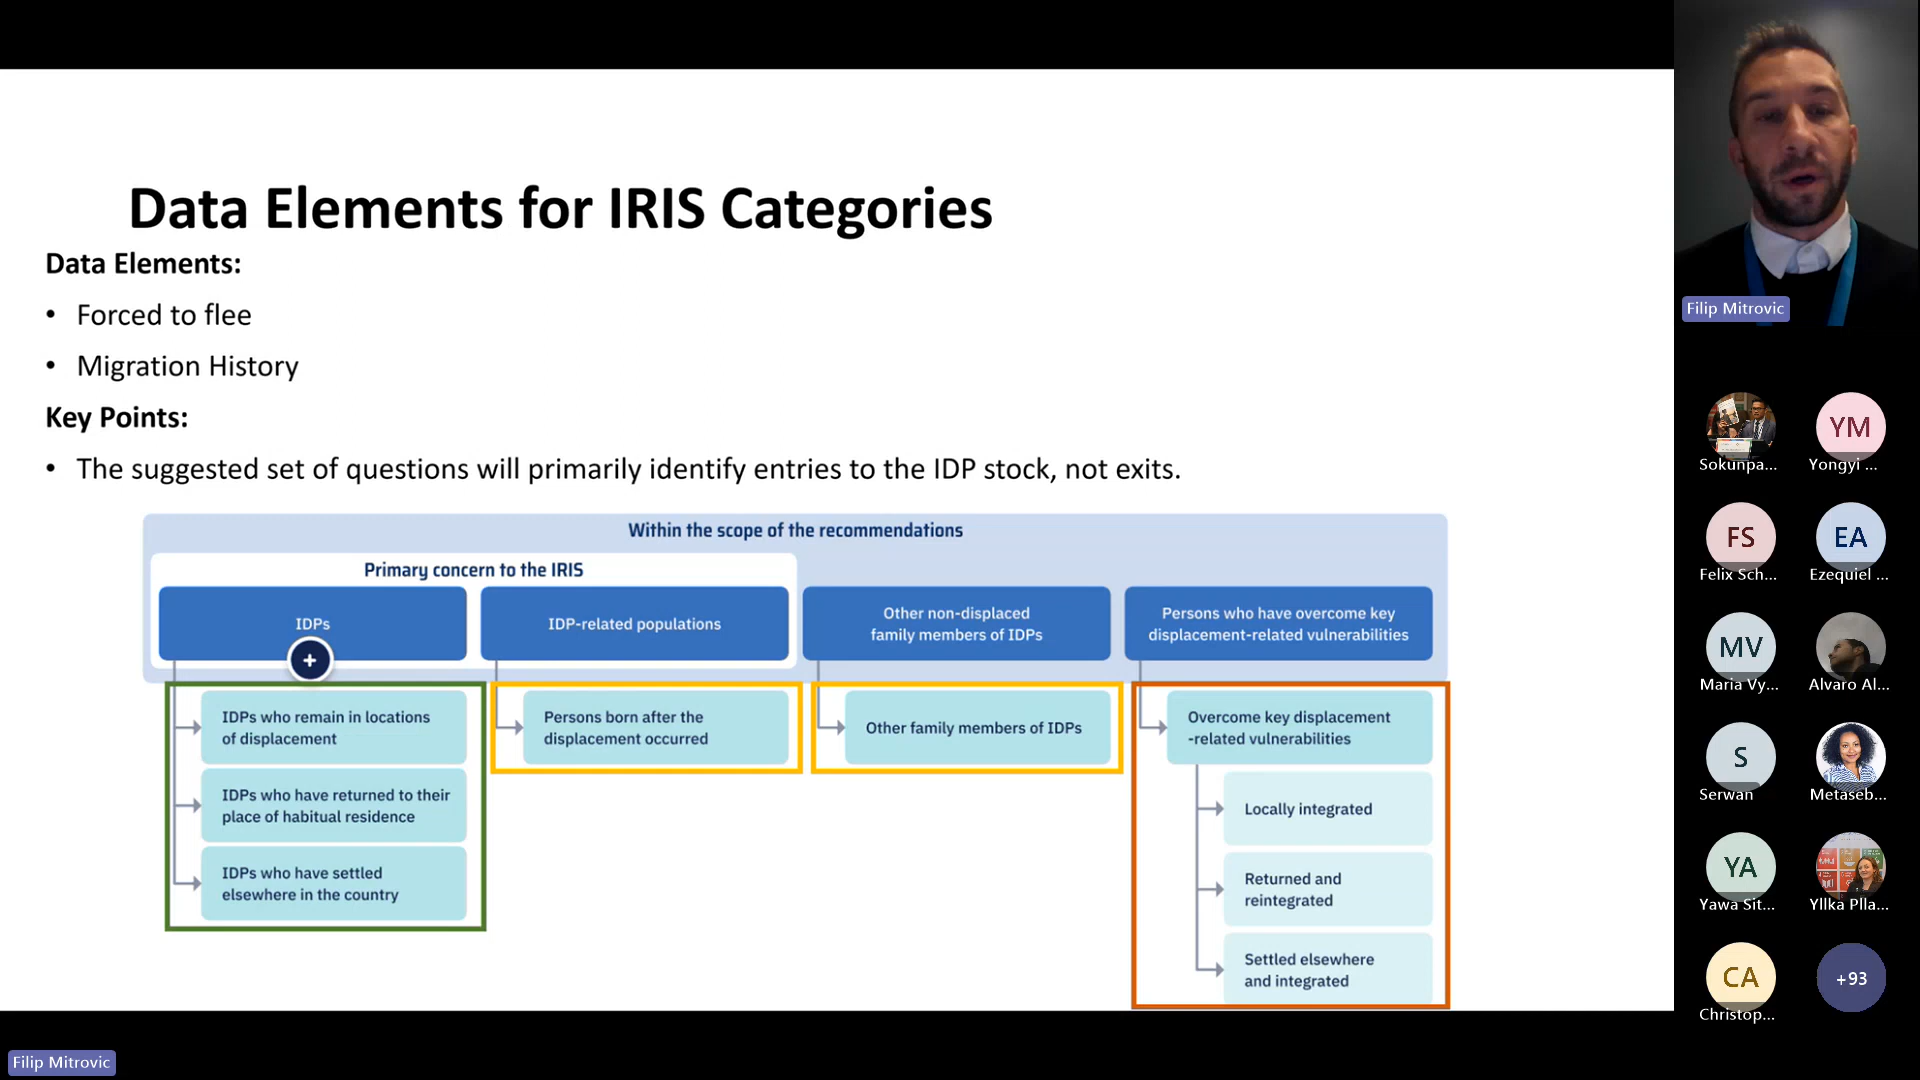 Data Elements for IRIS Categories
Data Elements:
• Forced to flee
• Migration History
Key Points:
• The suggested set of questions will primarily identify entries to the IDP stock, not exits.
Within the scope of the recommendations
Primary concern to the IRIS
IDPs
IDP-related populations
Other non-displaced
family members of IDPs
Persons who have overcome key
displacement-related vulnerabilities
+
IDPs who remain in locations
of displacement
IDPs who have returned to their
place of habitual residence
IDPs who have settled
elsewhere in the country
Persons born after the
displacement occurred
Other family members of IDPs
Overcome key displacement
-related vulnerabilities
Locally integrated
Returned and
reintegrated
Settled elsewhere
and integrated
Filip Mitrovic
Sokunpa...
YM
Yongyi ...
FS
Felix Sch...
EA
Ezequiel ...
MV
Maria Vy...
Alvaro Al...
S
Serwan
Metaseb...
YA
Yawa Sit...
Yllka Plla...
CA
Christop...
+93
Filip Mitrovic